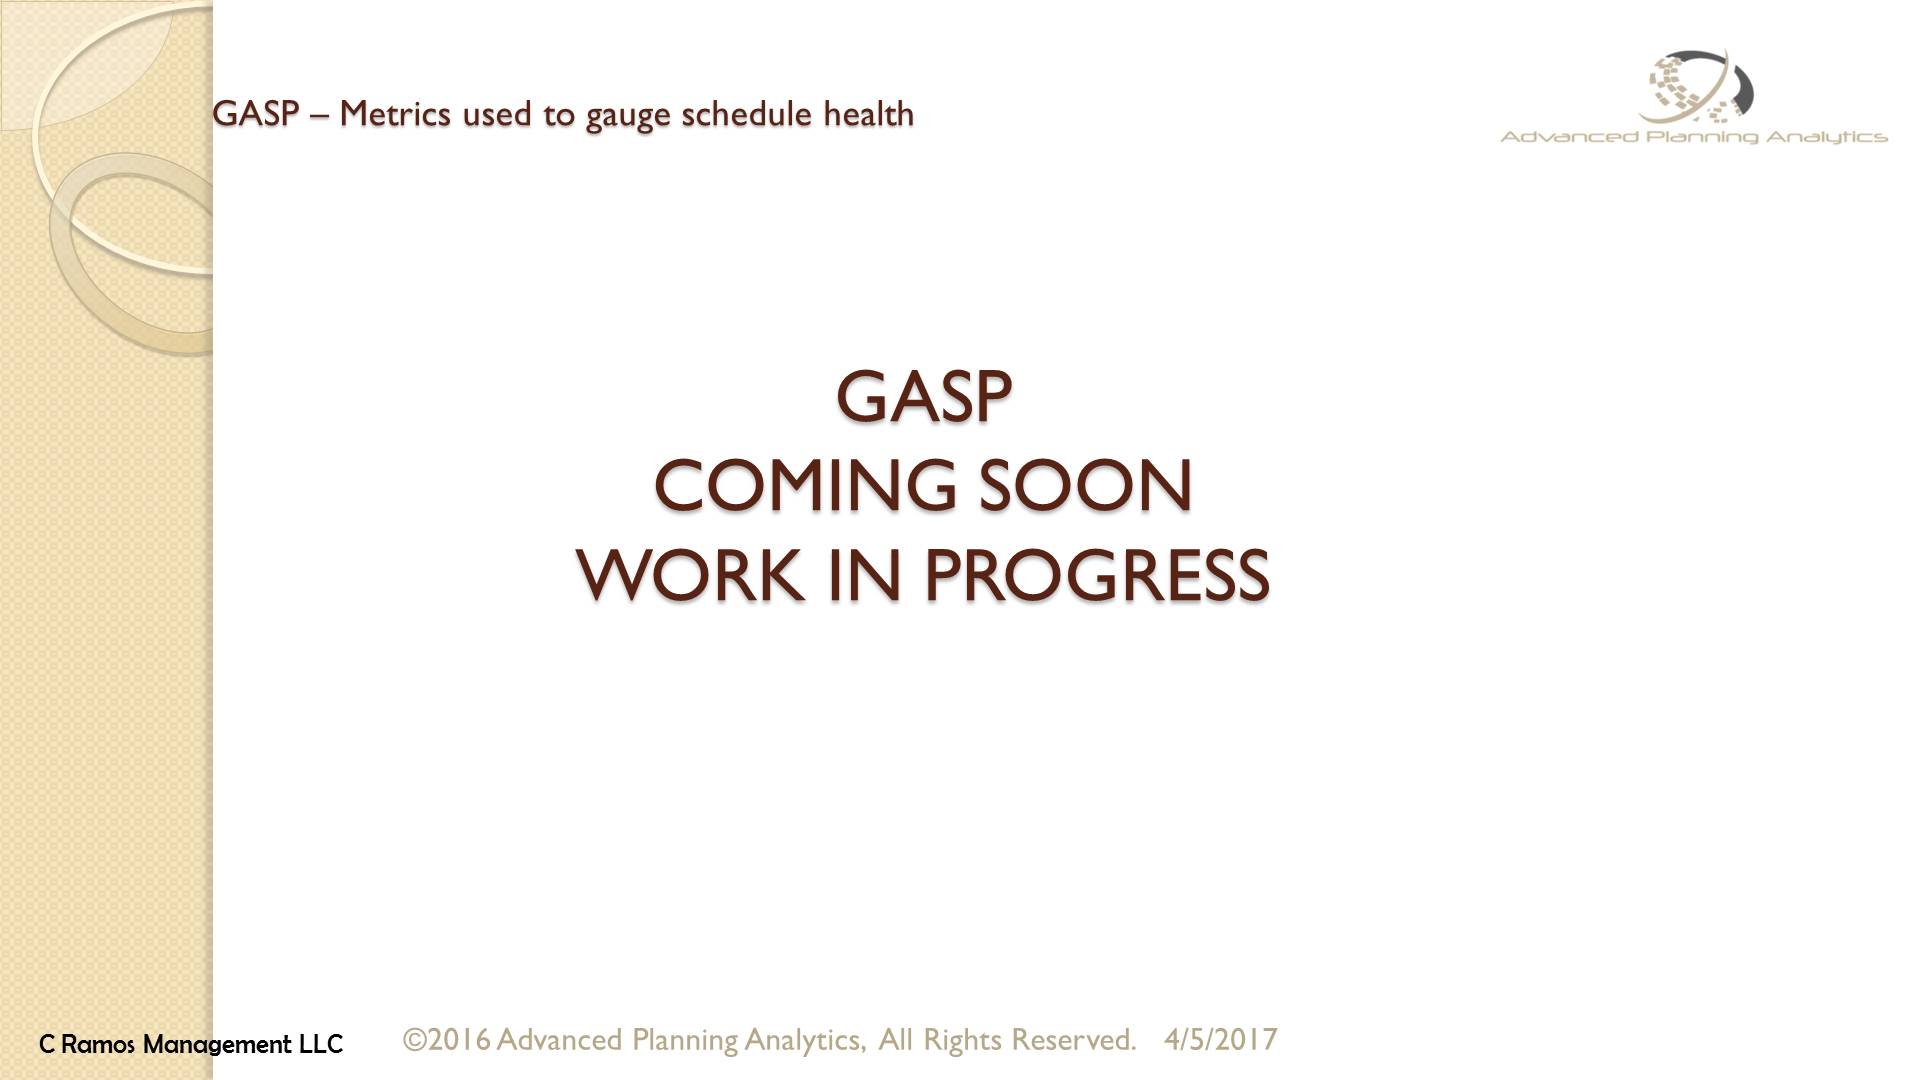 GASP – Metrics used to gauge schedule health
Advanced Planning Analytics
GASP
COMING SOON
WORK IN PROGRESS
C Ramos Management LLC
©2016 Advanced Planning Analytics, All Rights Reserved. 4/5/2017